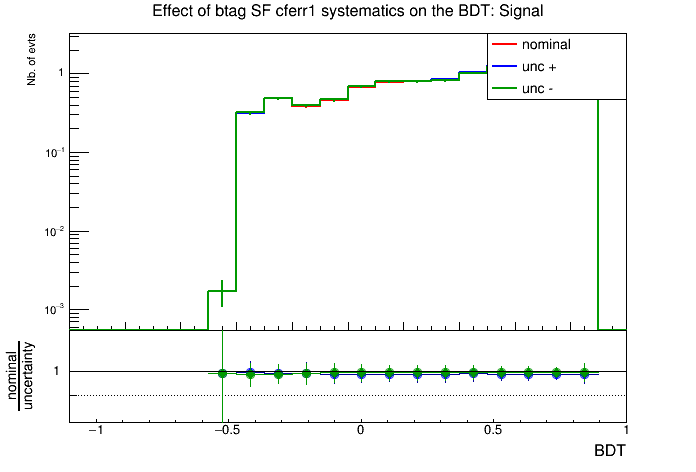 Effect of btag SF cferr1 systematics on the BDT: Signal
Nb. of evts
nominal
unc +
unc -
1
10⁻¹
10⁻²
10⁻³
nominal
uncertainty
1
−1
−0.5
0
0.5
1
BDT